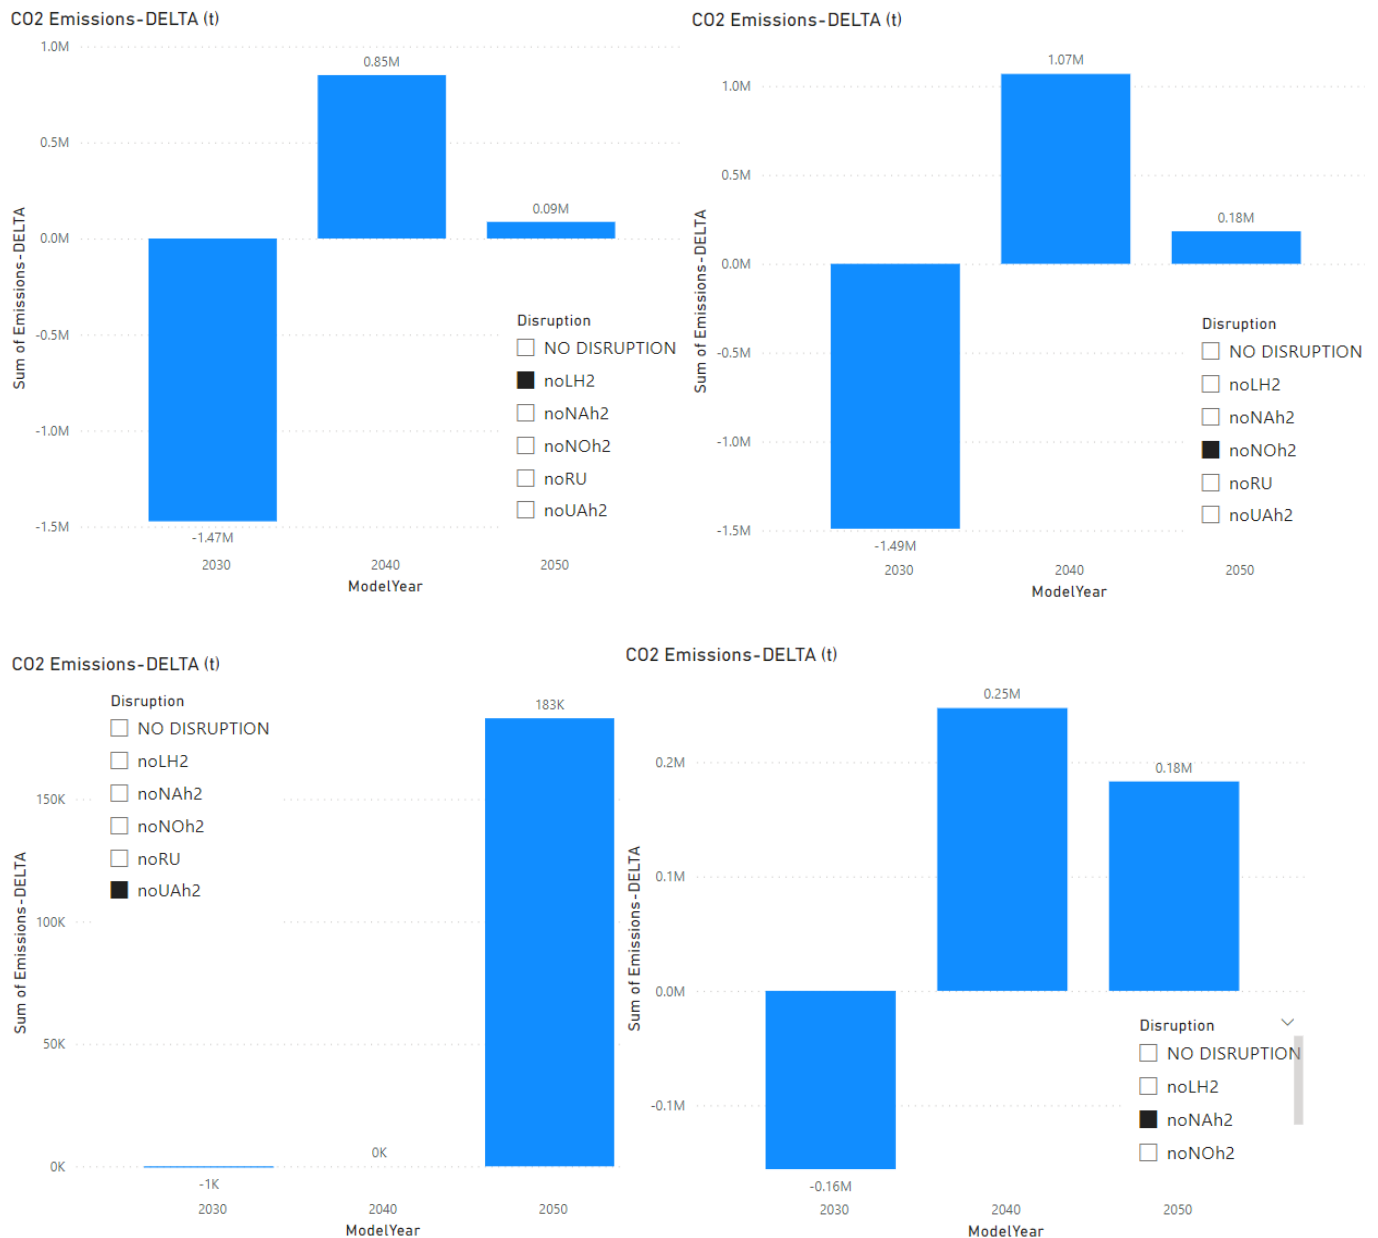 CO2 Emissions-DELTA (t)
1.0M
0.85M
0.5M
0.09M
0.0M
-0.5M
-1.0M
-1.5M
-1.47M
Sum of Emissions-DELTA
Disruption
NO DISRUPTION
noLH2
noNAh2
noNOh2
noRU
noUAh2
2030
2040
2050
ModelYear
CO2 Emissions-DELTA (t)
1.07M
1.0M
0.5M
0.18M
0.0M
-0.5M
-1.0M
-1.5M
-1.49M
Sum of Emissions-DELTA
Disruption
NO DISRUPTION
noLH2
noNAh2
noNOh2
noRU
noUAh2
2030
2040
2050
ModelYear
CO2 Emissions-DELTA (t)
Disruption
NO DISRUPTION
noLH2
noNAh2
noNOh2
noRU
noUAh2
183K
150K
100K
50K
0K
0K
-1K
Sum of Emissions-DELTA
2030
2040
2050
ModelYear
CO2 Emissions-DELTA (t)
0.25M
0.2M
0.18M
0.1M
0.0M
-0.1M
-0.16M
Sum of Emissions-DELTA
Disruption
NO DISRUPTION
noLH2
noNAh2
noNOh2
2030
2040
2050
ModelYear